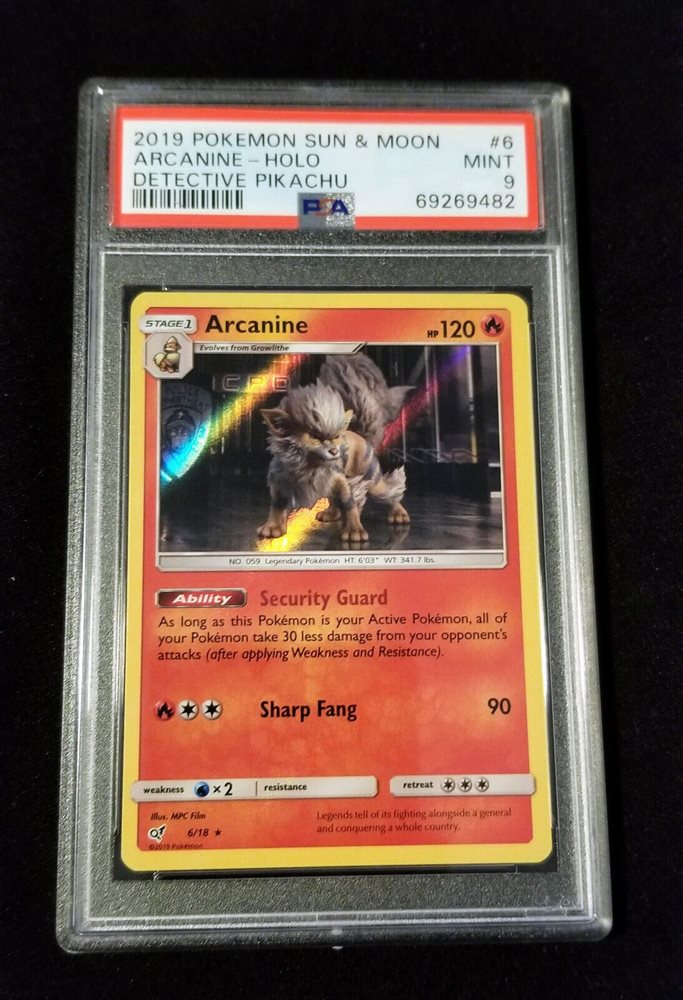 2019 POKEMON SUN & MOON #6
ARCANINE - HOLO MINT
DETECTIVE PIKACHU 9
PSA 69269482
STAGE 1 Arcanine HP 120
Evolves from Growlithe
CPD
NO. 059 Legendary Pokémon HT: 6'03" WT: 341.7 lbs.
Ability Security Guard
As long as this Pokémon is your Active Pokémon, all of
your Pokémon take 30 less damage from your opponent's
attacks (after applying Weakness and Resistance).
Sharp Fang 90
weakness ×2 resistance retreat
Illus. MPC Film
6/18 ★
©2019 Pokémon
Legends tell of its fighting alongside a general
and conquering a whole country.